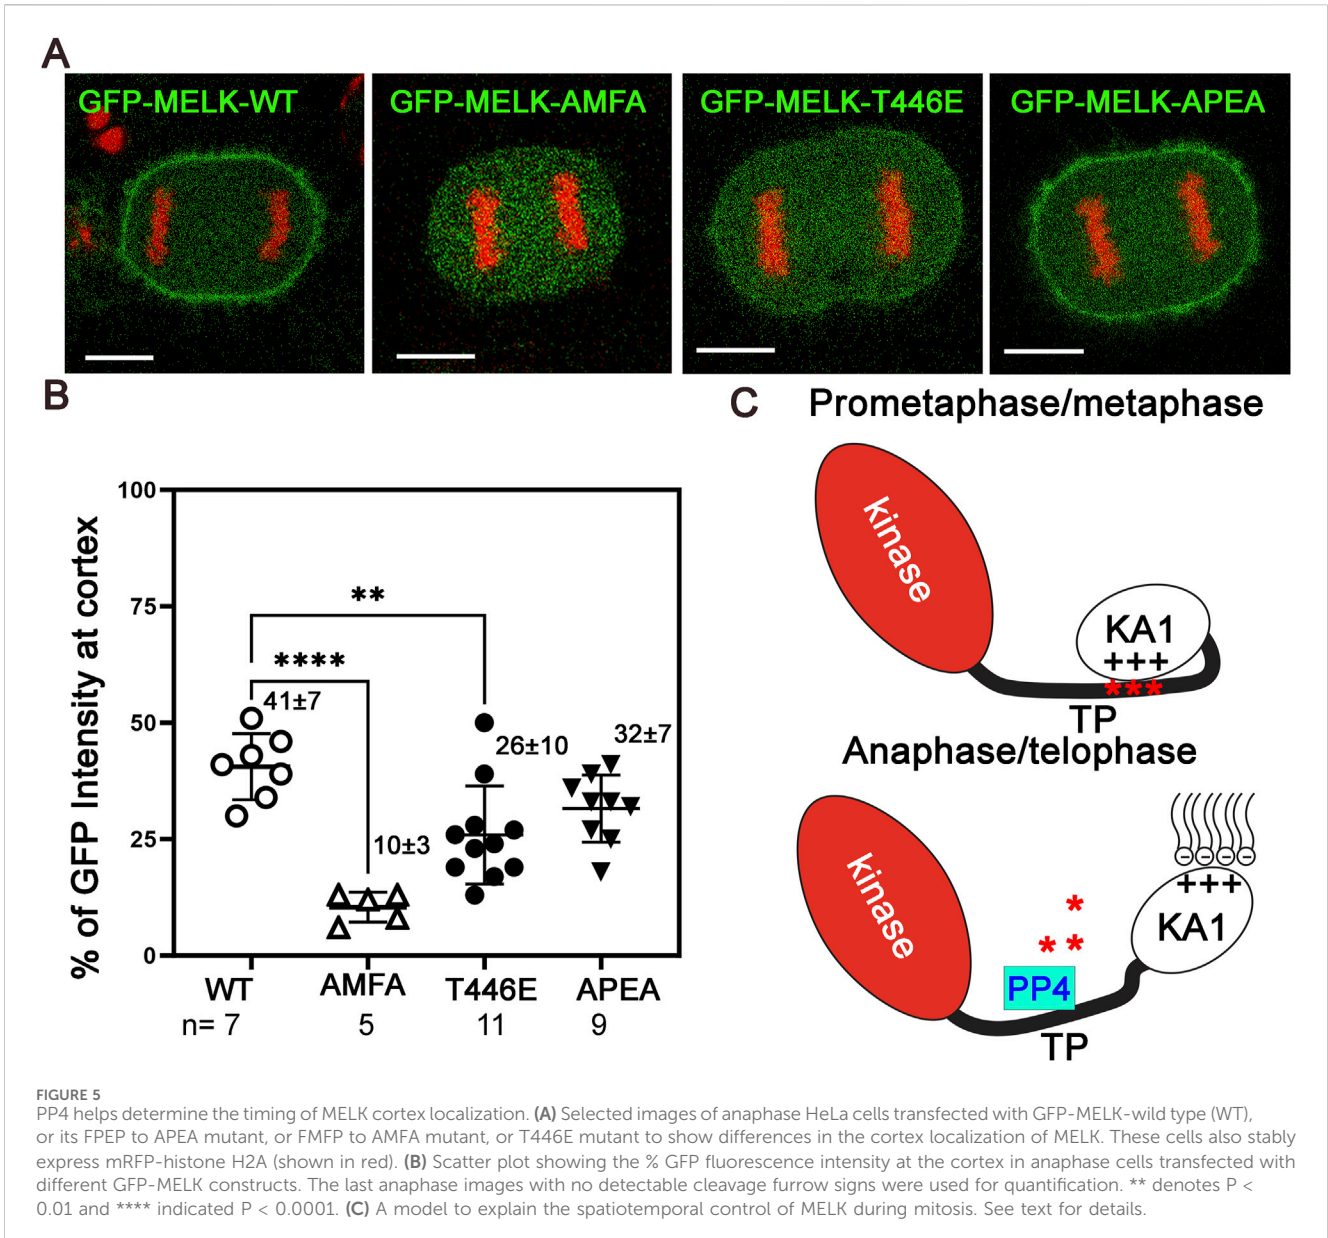 A
GFP-MELK-WT
GFP-MELK-AMFA
GFP-MELK-T446E
GFP-MELK-APEA
B
% of GFP Intensity at cortex
100
75
50
25
0
**
****
41±7
10±3
26±10
32±7
WT AMFA T446E APEA
n= 7 5 11 9
C
Prometaphase/metaphase
kinase
KA1
+++
***
TP
Anaphase/telophase
kinase
- - - -
+++
KA1
*
* *
PP4
TP
FIGURE 5
PP4 helps determine the timing of MELK cortex localization. (A) Selected images of anaphase HeLa cells transfected with GFP-MELK-wild type (WT),
or its FPEP to APEA mutant, or FMFP to AMFA mutant, or T446E mutant to show differences in the cortex localization of MELK. These cells also stably
express mRFP-histone H2A (shown in red). (B) Scatter plot showing the % GFP fluorescence intensity at the cortex in anaphase cells transfected with
different GFP-MELK constructs. The last anaphase images with no detectable cleavage furrow signs were used for quantification. ** denotes P <
0.01 and **** indicated P < 0.0001. (C) A model to explain the spatiotemporal control of MELK during mitosis. See text for details.